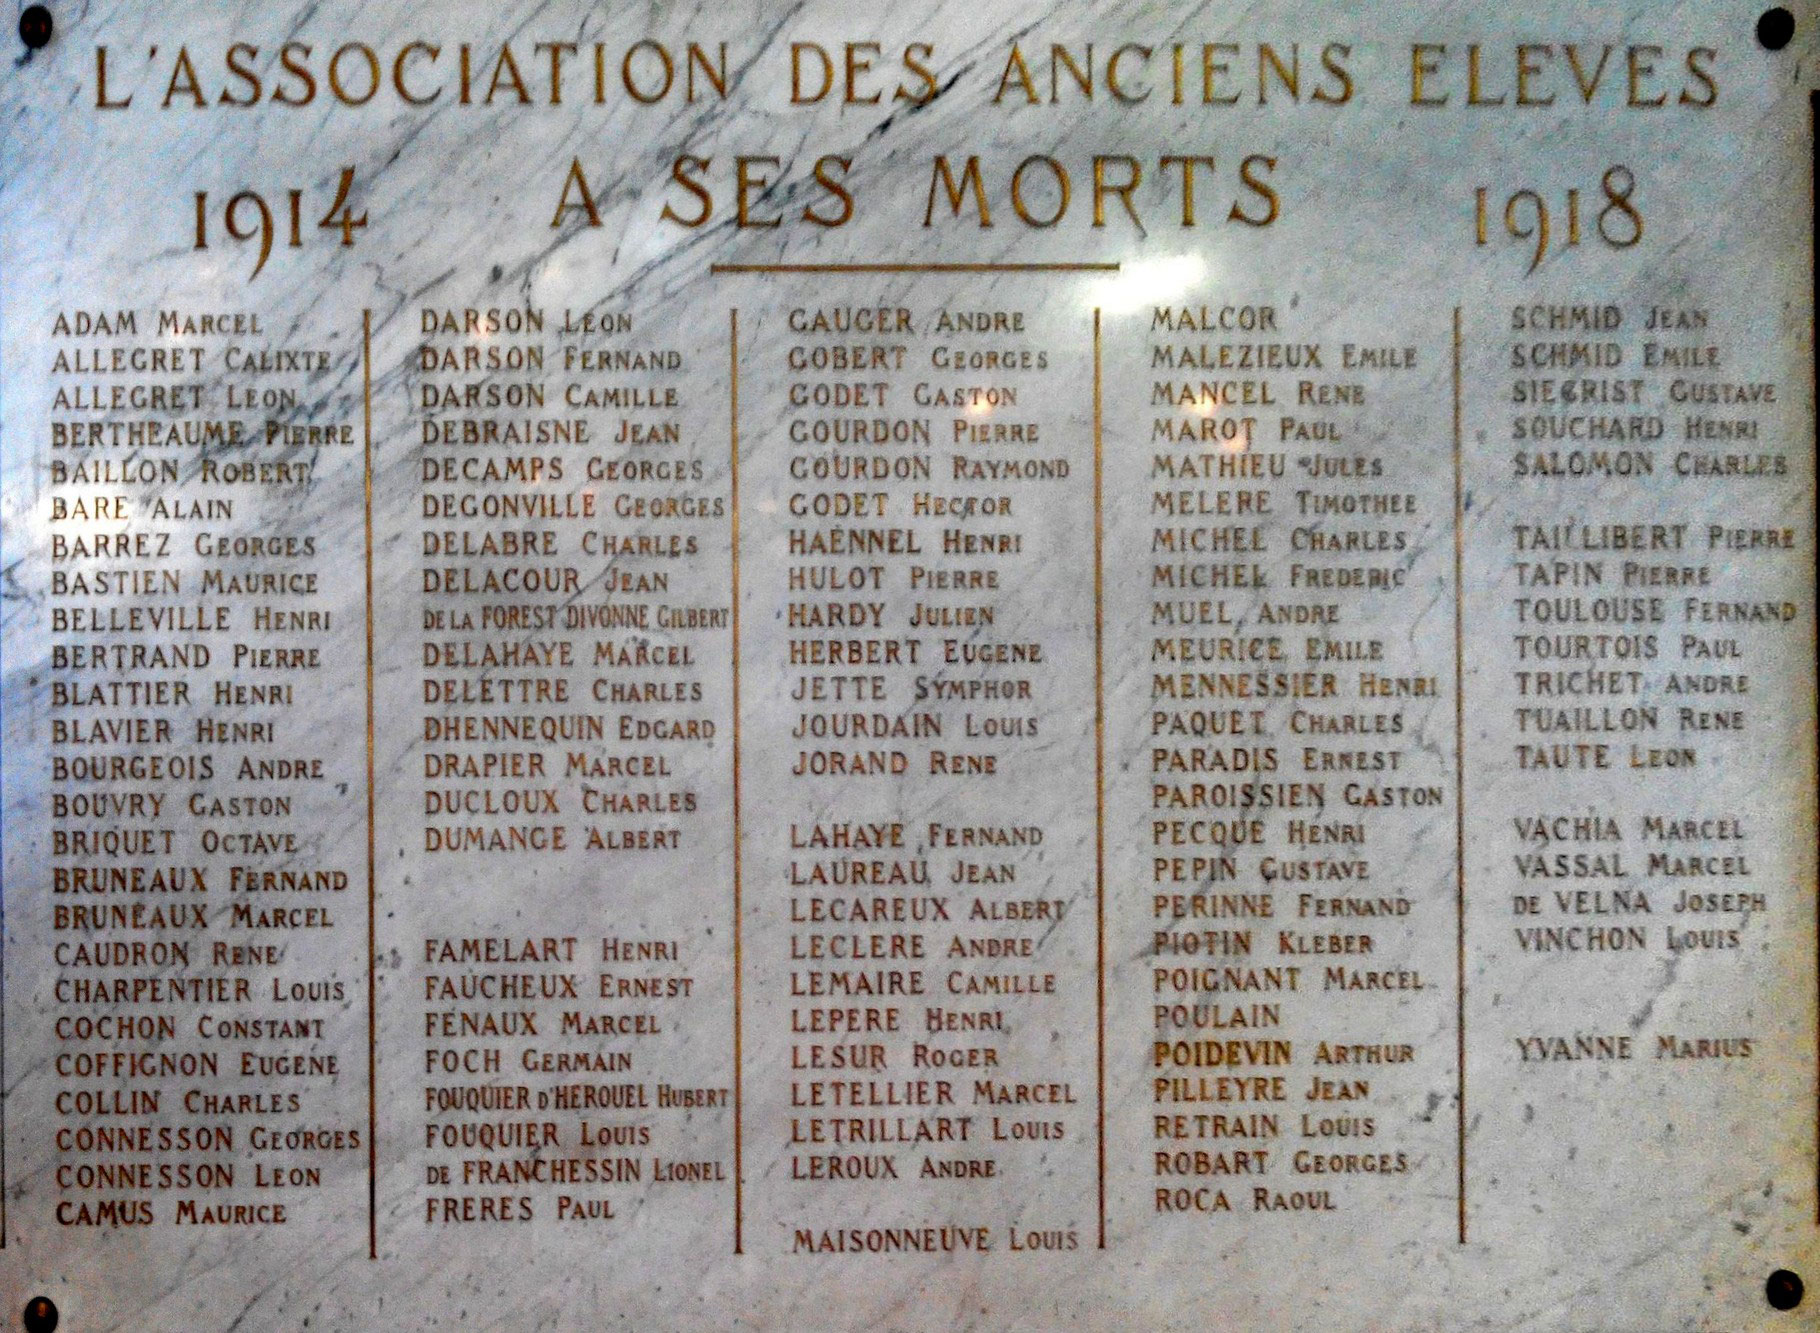 L'ASSOCIATION DES ANCIENS ELEVES
1914 A SES MORTS 1918
ADAM MARCEL
ALLEGRET CALIXTE
ALLEGRET LEON
BERTHEAUME PIERRE
BAILLON ROBERT
BARE ALAIN
BARREZ GEORGES
BASTIEN MAURICE
BELLEVILLE HENRI
BERTRAND PIERRE
BLATTIER HENRI
BLAVIER HENRI
BOURGEOIS ANDRE
BOUVRY GASTON
BRIQUET OCTAVE
BRUNEAUX FERNAND
BRUNEAUX MARCEL
CAUDRON RENE
CHARPENTIER LOUIS
COCHON CONSTANT
COFFIGNON EUGENE
COLLIN CHARLES
CONNESSON GEORGES
CONNESSON LEON
CAMUS MAURICE
DARSON LEON
DARSON FERNAND
DARSON CAMILLE
DEBRAISNE JEAN
DECAMPS GEORGES
DEGONVILLE GEORGES
DELABRE CHARLES
DELACOUR JEAN
DE LA FOREST DIVONNE GILBERT
DELAHAYE MARCEL
DELETTRE CHARLES
DHENNEQUIN EDGARD
DRAPIER MARCEL
DUCLOUX CHARLES
DUMANGE ALBERT
FAMELART HENRI
FAUCHEUX ERNEST
FENAUX MARCEL
FOCH GERMAIN
FOUQUIER D'HEROUEL HUBERT
FOUQUIER LOUIS
DE FRANCHESSIN LIONEL
FRERES PAUL
GAUGER ANDRE
GOBERT GEORGES
GODET GASTON
GOURDON PIERRE
GOURDON RAYMOND
GODET HECTOR
HAENNEL HENRI
HULOT PIERRE
HARDY JULIEN
HERBERT EUGENE
JETTE SYMPHOR
JOURDAIN LOUIS
JORAND RENE
LAHAYE FERNAND
LAUREAU JEAN
LECAREUX ALBERT
LECLERE ANDRE
LEMAIRE CAMILLE
LEPERE HENRI
LESUR ROGER
LETELLIER MARCEL
LETRILLART LOUIS
LEROUX ANDRE
MAISONNEUVE LOUIS
MALCOR
MALEZIEUX EMILE
MANCEL RENE
MAROT PAUL
MATHIEU JULES
MELERE TIMOTHEE
MICHEL CHARLES
MICHEL FREDERIC
MUEL ANDRE
MEURICE EMILE
MENNESSIER HENRI
PAQUET CHARLES
PARADIS ERNEST
PAROISSIEN GASTON
PECQUE HENRI
PEPIN GUSTAVE
PERINNE FERNAND
PIOTIN KLEBER
POIGNANT MARCEL
POULAIN
POIDEVIN ARTHUR
PILLEYRE JEAN
RETRAIN LOUIS
ROBART GEORGES
ROCA RAOUL
SCHMID JEAN
SCHMID EMILE
SIEGRIST GUSTAVE
SOUCHARD HENRI
SALOMON CHARLES
TAILLIBERT PIERRE
TAPIN PIERRE
TOULOUSE FERNAND
TOURTOIS PAUL
TRICHET ANDRE
TUAILLON RENE
TAUTE LEON
VACHIA MARCEL
VASSAL MARCEL
DE VELNA JOSEPH
VINCHON LOUIS
YVANNE MARIUS